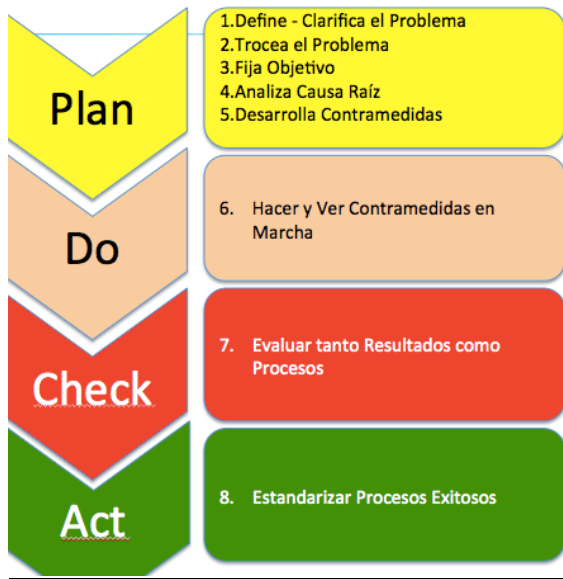 Plan
1.Define - Clarifica el Problema
2.Trocea el Problema
3.Fija Objetivo
4.Analiza Causa Raíz
5.Desarrolla Contramedidas
Do
6. Hacer y Ver Contramedidas en
Marcha
Check
7. Evaluar tanto Resultados como
Procesos
Act
8. Estandarizar Procesos Exitosos